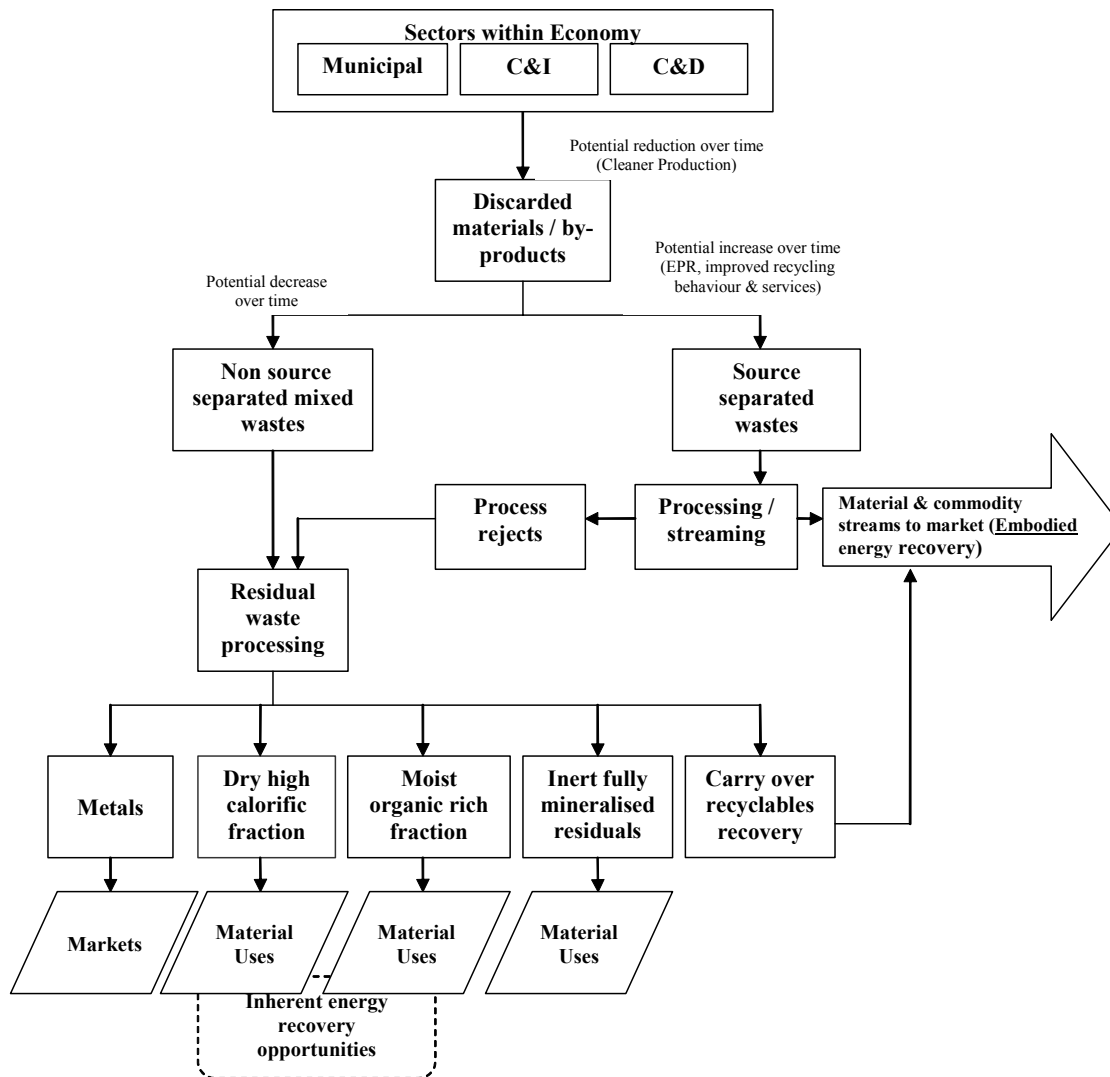 Sectors within Economy
Municipal
C&I
C&D
Potential reduction over time
(Cleaner Production)
Discarded
materials / by-
products
Potential increase over time
(EPR, improved recycling
behaviour & services)
Potential decrease
over time
Non source
separated mixed
wastes
Source
separated
wastes
Process
rejects
Processing /
streaming
Material & commodity
streams to market (Embodied
energy recovery)
Residual
waste
processing
Metals
Dry high
calorific
fraction
Moist
organic rich
fraction
Inert fully
mineralised
residuals
Carry over
recyclables
recovery
Markets
Material
Uses
Material
Uses
Material
Uses
Inherent energy
recovery
opportunities